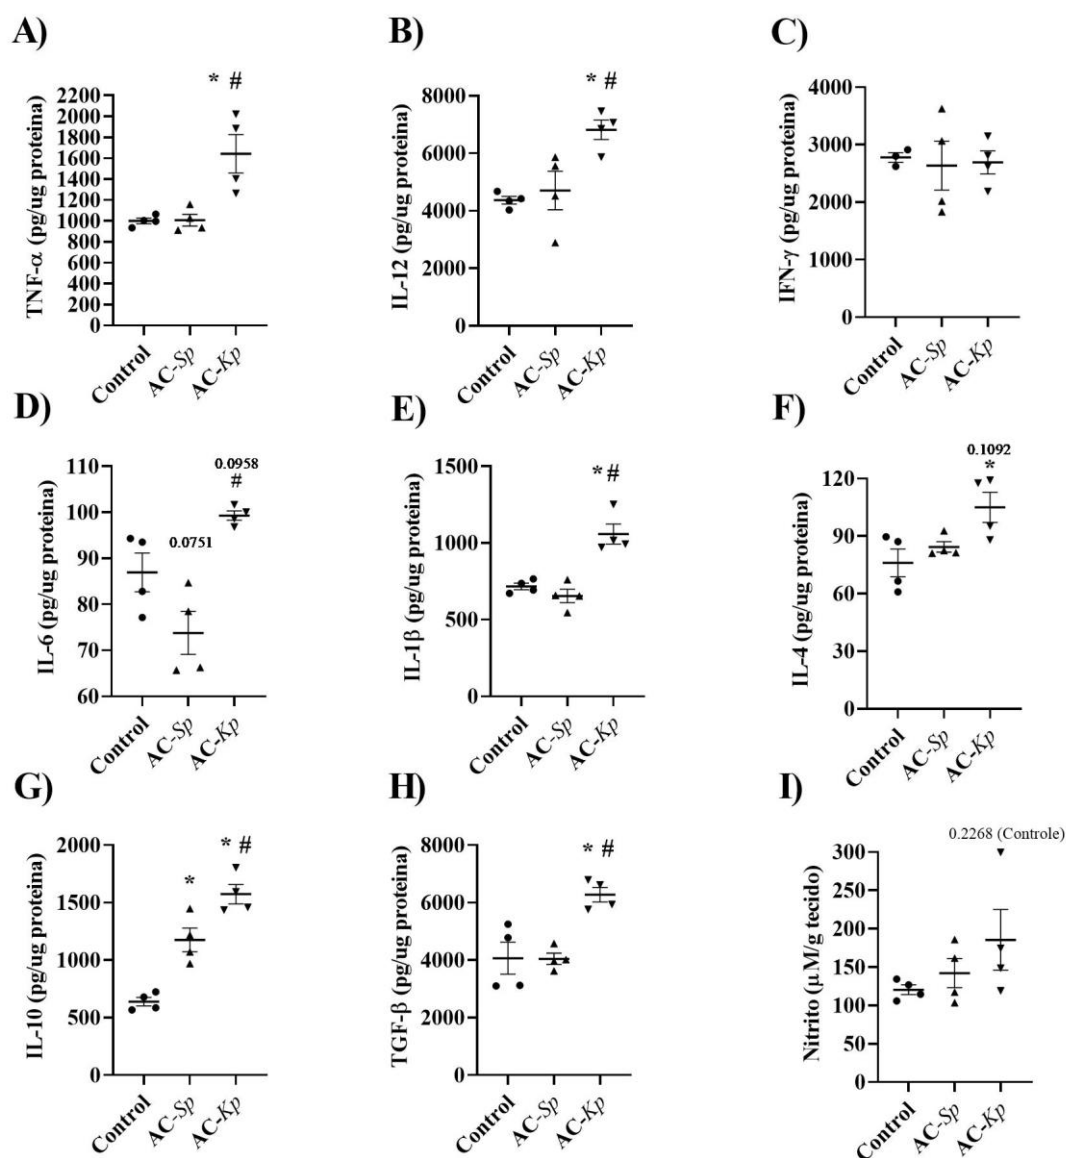 A)
* #
TNF-α (pg/ug proteina)
2200
2000
1800
1600
1400
1200
1000
800
600
400
200
0
Control
AC-Sp
AC-Kp
B)
* #
IL-12 (pg/ug proteina)
8000
6000
4000
2000
0
Control
AC-Sp
AC-Kp
C)
IFN-γ (pg/ug proteina)
4000
3000
2000
1000
0
Control
AC-Sp
AC-Kp
D)
0.0958
#
0.0751
IL-6 (pg/ug proteina)
110
100
90
80
70
60
Control
AC-Sp
AC-Kp
E)
* #
IL-1β (pg/ug proteina)
1500
1000
500
0
Control
AC-Sp
AC-Kp
F)
0.1092
*
IL-4 (pg/ug proteina)
120
90
60
30
0
Control
AC-Sp
AC-Kp
G)
* #
*
IL-10 (pg/ug proteina)
2000
1500
1000
500
0
Control
AC-Sp
AC-Kp
H)
* #
TGF-β (pg/ug proteina)
8000
6000
4000
2000
0
Control
AC-Sp
AC-Kp
I)
0.2268 (Controle)
Nitrito (µM/g tecido)
300
250
200
150
100
50
0
Control
AC-Sp
AC-Kp